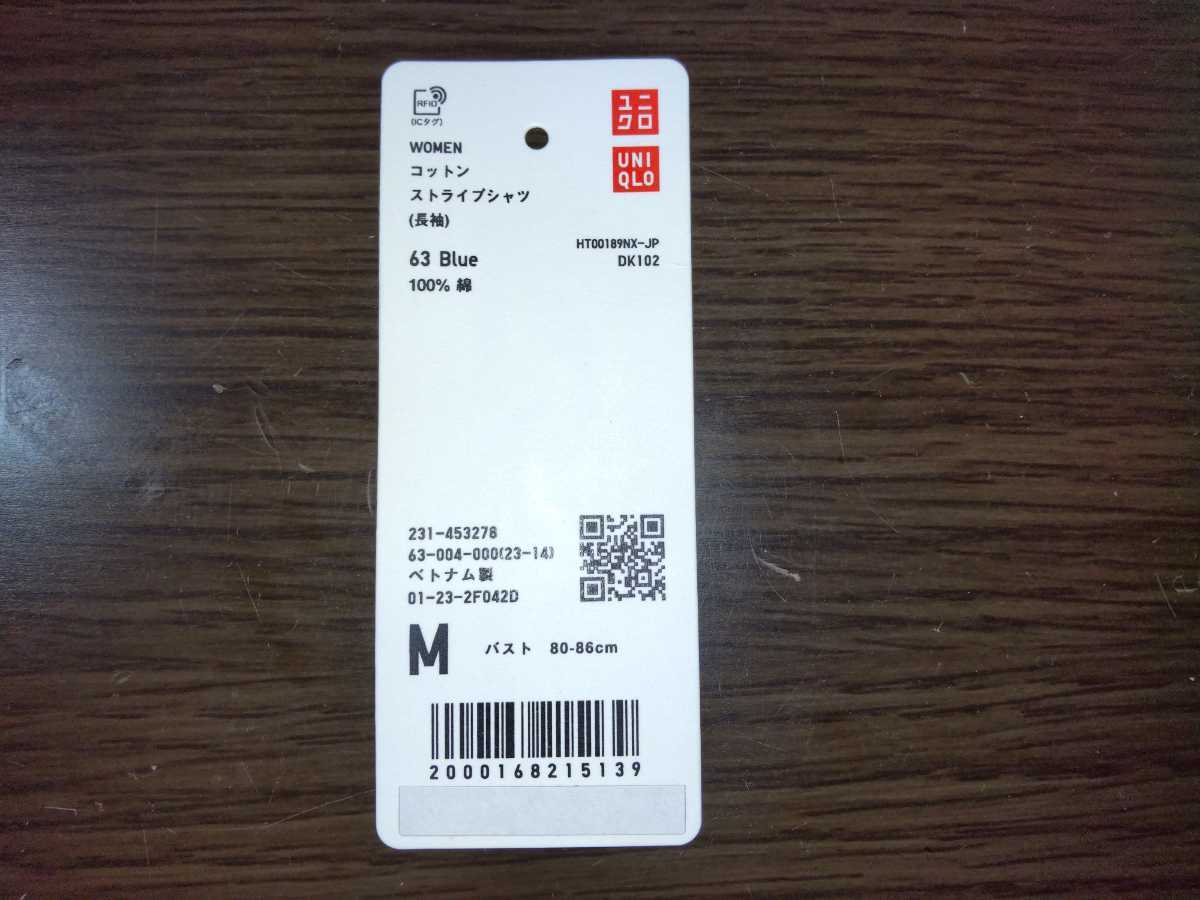 RFID
(ICタグ)
ユニ
クロ
UNI
QLO
WOMEN
コットン
ストライプシャツ
(長袖)
HT00189NX-JP
DK102
63 Blue
100% 綿
231-453278
63-004-000(23-14)
ベトナム製
01-23-2F042D
M バスト 80-86cm
2000168215139